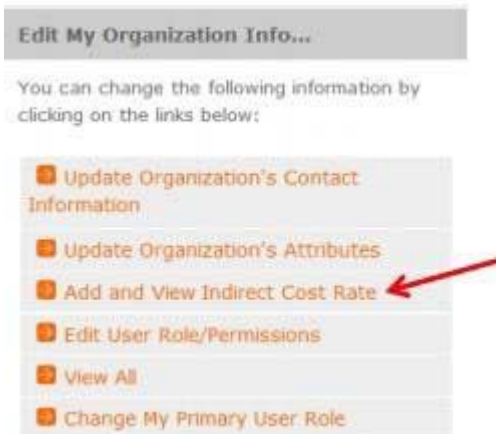 Edit My Organization Info...
You can change the following information by
clicking on the links below:
Update Organization's Contact
Information
Update Organization's Attributes
Add and View Indirect Cost Rate
Edit User Role/Permissions
View All
Change My Primary User Role